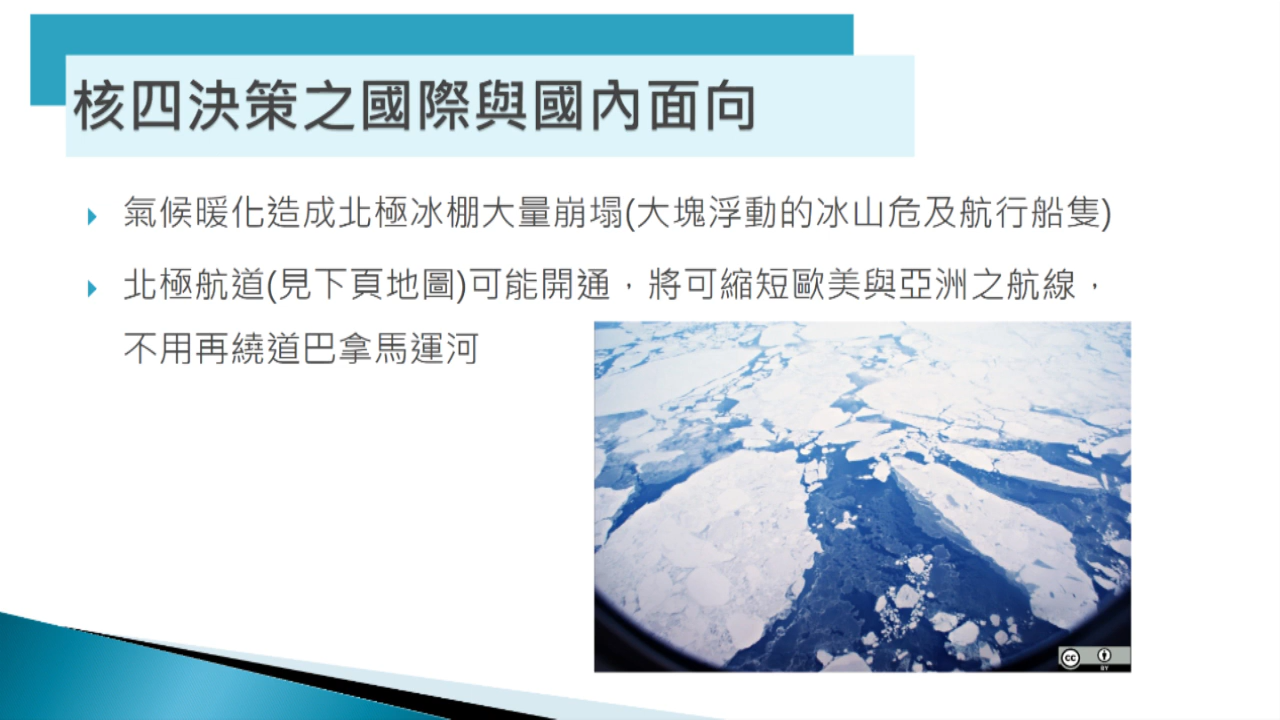 核四決策之國際與國內面向
氣候暖化造成北極冰棚大量崩塌(大塊浮動的冰山危及航行船隻)
北極航道(見下頁地圖)可能開通，將可縮短歐美與亞洲之航線，
不用再繞道巴拿馬運河
cc
BY